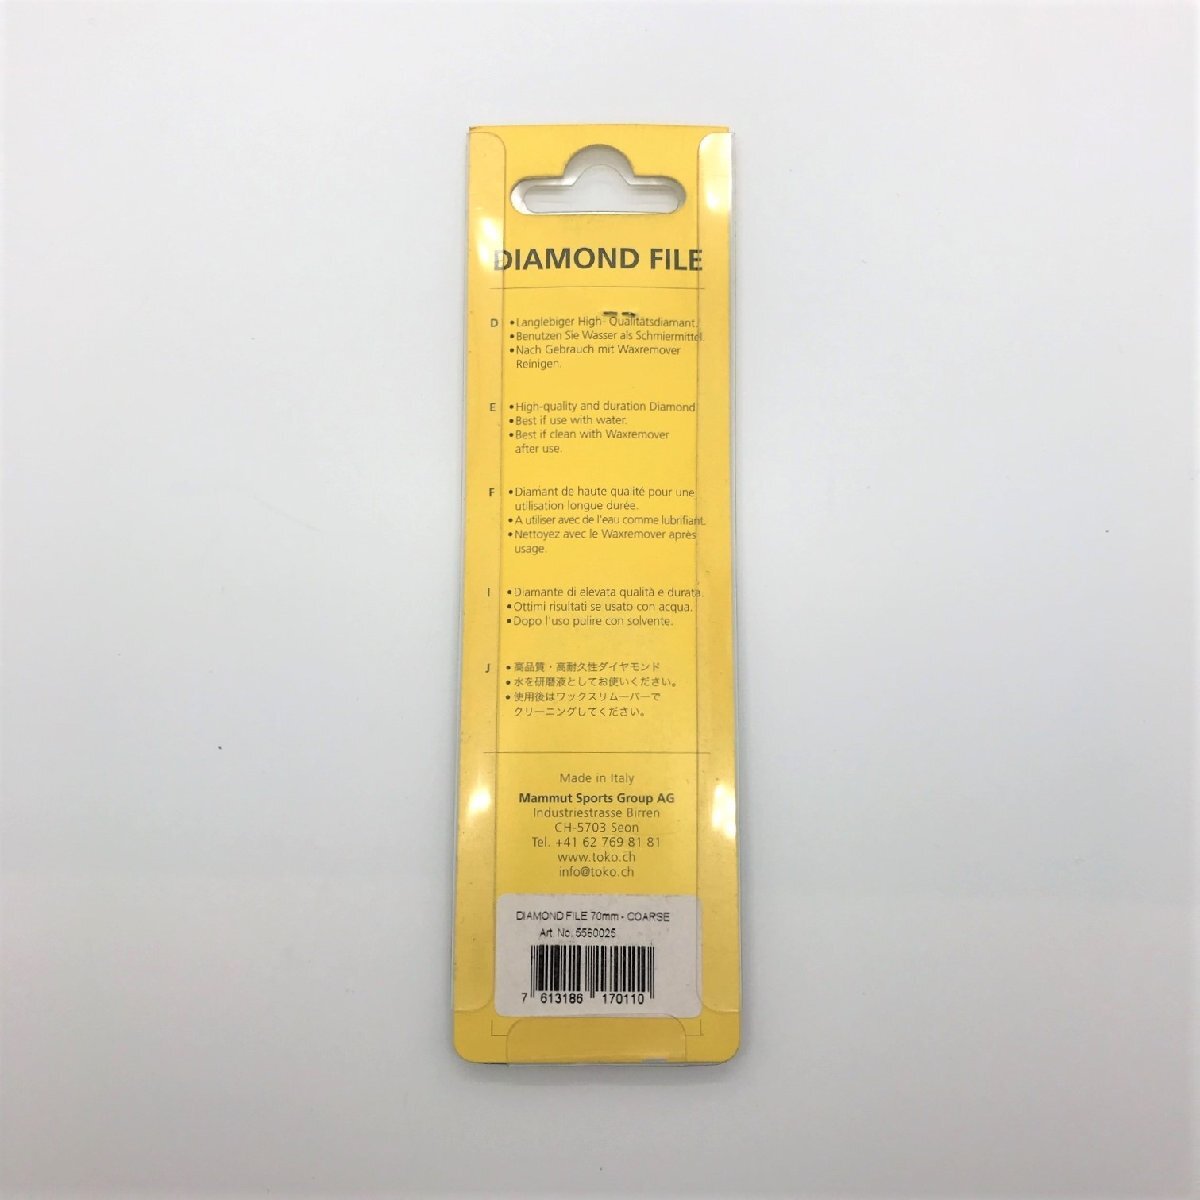 DIAMOND FILE
D •Langlebiger High- Qualitätsdiamant.
•Benutzen Sie Wasser als Schmiermittel.
•Nach Gebrauch mit Waxremover
Reinigen.
E •High-quality and duration Diamond
•Best if use with water.
•Best if clean with Waxremover
after use.
F •Diamant de haute qualité pour une
utilisation longue durée.
•A utiliser avec de l'eau comme lubrifiant.
•Nettoyez avec le Waxremover après
usage.
I •Diamante di elevata qualità e durata.
•Ottimi risultati se usato con acqua.
•Dopo l'uso pulire con solvente.
J •高品質・高耐久性ダイヤモンド
•水を研磨液としてお使いください。
•使用後はワックスリムーバーで
クリーニングしてください。
Made in Italy
Mammut Sports Group AG
Industriestrasse Birren
CH-5703 Seon
Tel. +41 62 769 81 81
www.toko.ch
info@toko.ch
DIAMOND FILE 70mm - COARSE
Art. No. 5560025
7 613186 170110